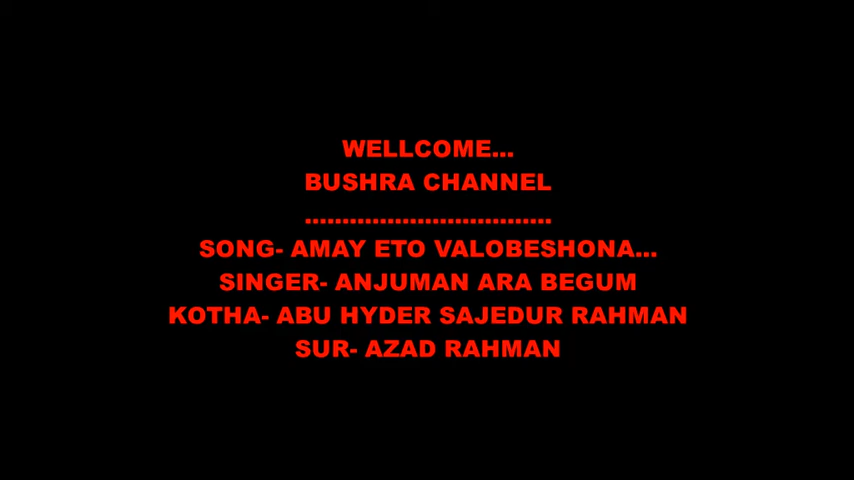 WELLCOME...
BUSHRA CHANNEL
.................................
SONG- AMAY ETO VALOBESHONA...
SINGER- ANJUMAN ARA BEGUM
KOTHA- ABU HYDER SAJEDUR RAHMAN
SUR- AZAD RAHMAN